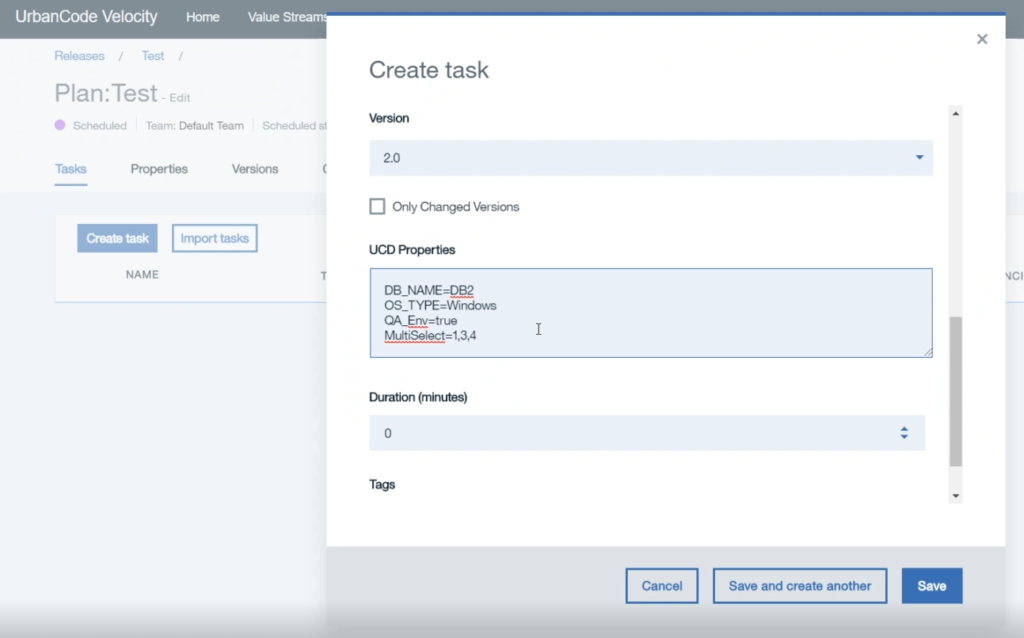 UrbanCode Velocity Home Value Streams
Releases / Test /
Plan:Test - Edit
Scheduled Team: Default Team Scheduled
Tasks Properties Versions
Create task Import tasks
NAME
Create task
Version
2.0
Only Changed Versions
UCD Properties
DB_NAME=DB2
OS_TYPE=Windows
QA_Env=true
MultiSelect=1,3,4
Duration (minutes)
0
Tags
Cancel Save and create another Save